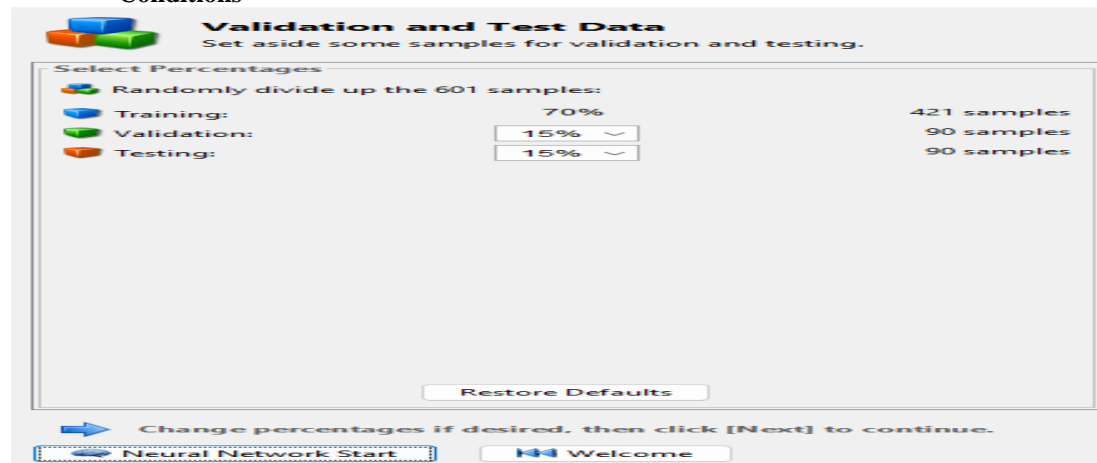 Conditions
Validation and Test Data
Set aside some samples for validation and testing.
Select Percentages
Randomly divide up the 601 samples:
Training: 70% 421 samples
Validation: 15% 90 samples
Testing: 15% 90 samples
Restore Defaults
Change percentages if desired, then click [Next] to continue.
Neural Network Start Welcome